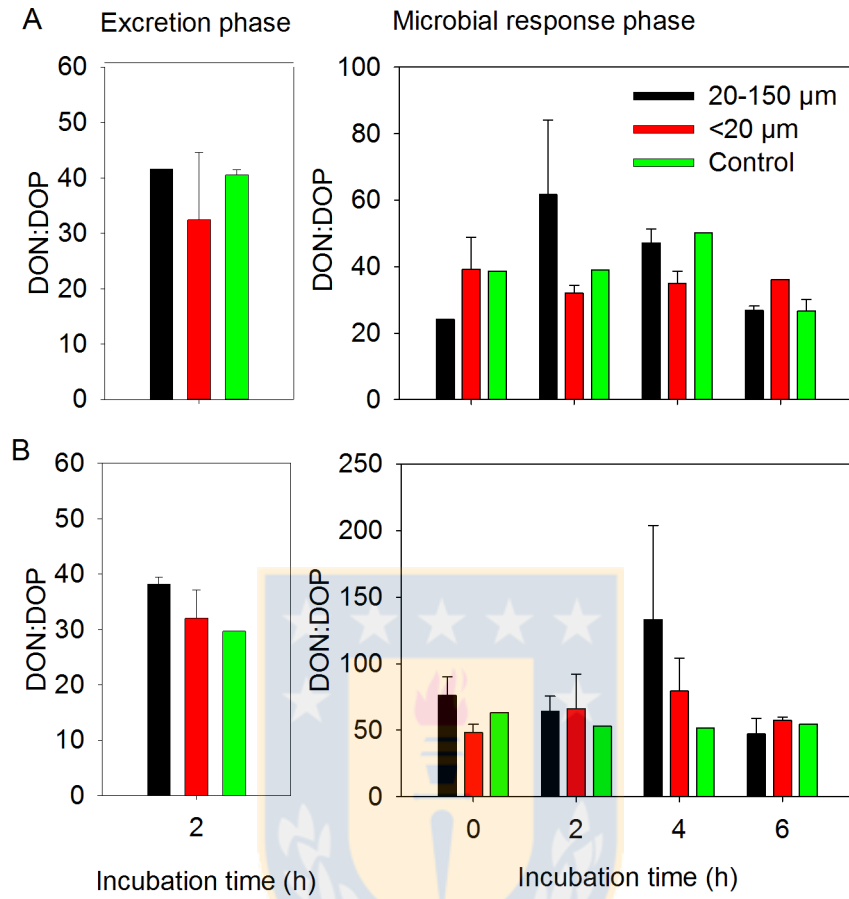 A
Excretion phase
Microbial response phase
60
50
40
30
20
10
0
DON:DOP
100
80
60
40
20
0
DON:DOP
20-150 µm
<20 µm
Control
B
60
50
40
30
20
10
0
DON:DOP
2
Incubation time (h)
250
200
150
100
50
0
DON:DOP
0 2 4 6
Incubation time (h)